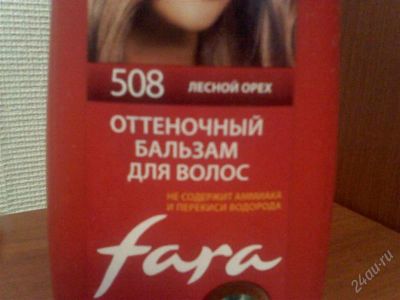 508 ЛЕСНОЙ ОРЕХ
ОТТЕНОЧНЫЙ
БАЛЬЗАМ
ДЛЯ ВОЛОС
НЕ СОДЕРЖИТ АММИАКА
И ПЕРЕКИСИ ВОДОРОДА
fara
24au.ru